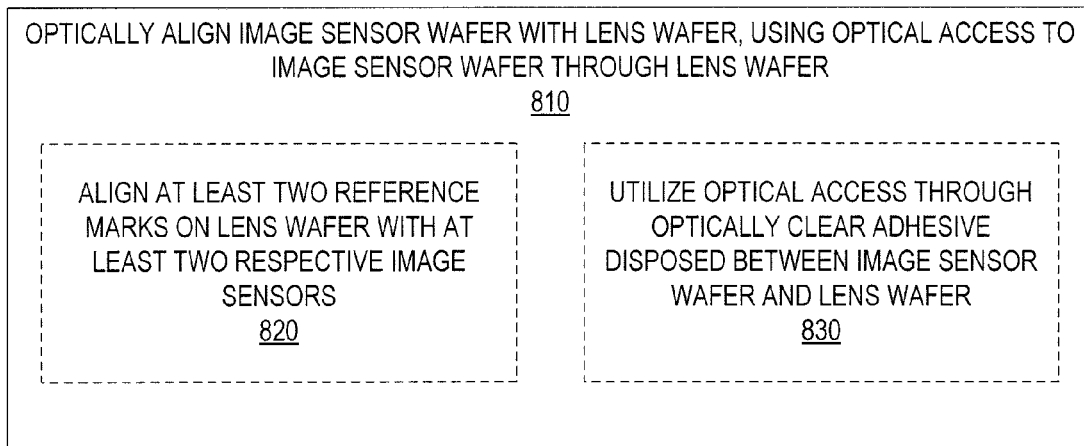 OPTICALLY ALIGN IMAGE SENSOR WAFER WITH LENS WAFER, USING OPTICAL ACCESS TO
IMAGE SENSOR WAFER THROUGH LENS WAFER
810
ALIGN AT LEAST TWO REFERENCE
MARKS ON LENS WAFER WITH AT
LEAST TWO RESPECTIVE IMAGE
SENSORS
820
UTILIZE OPTICAL ACCESS THROUGH
OPTICALLY CLEAR ADHESIVE
DISPOSED BETWEEN IMAGE SENSOR
WAFER AND LENS WAFER
830